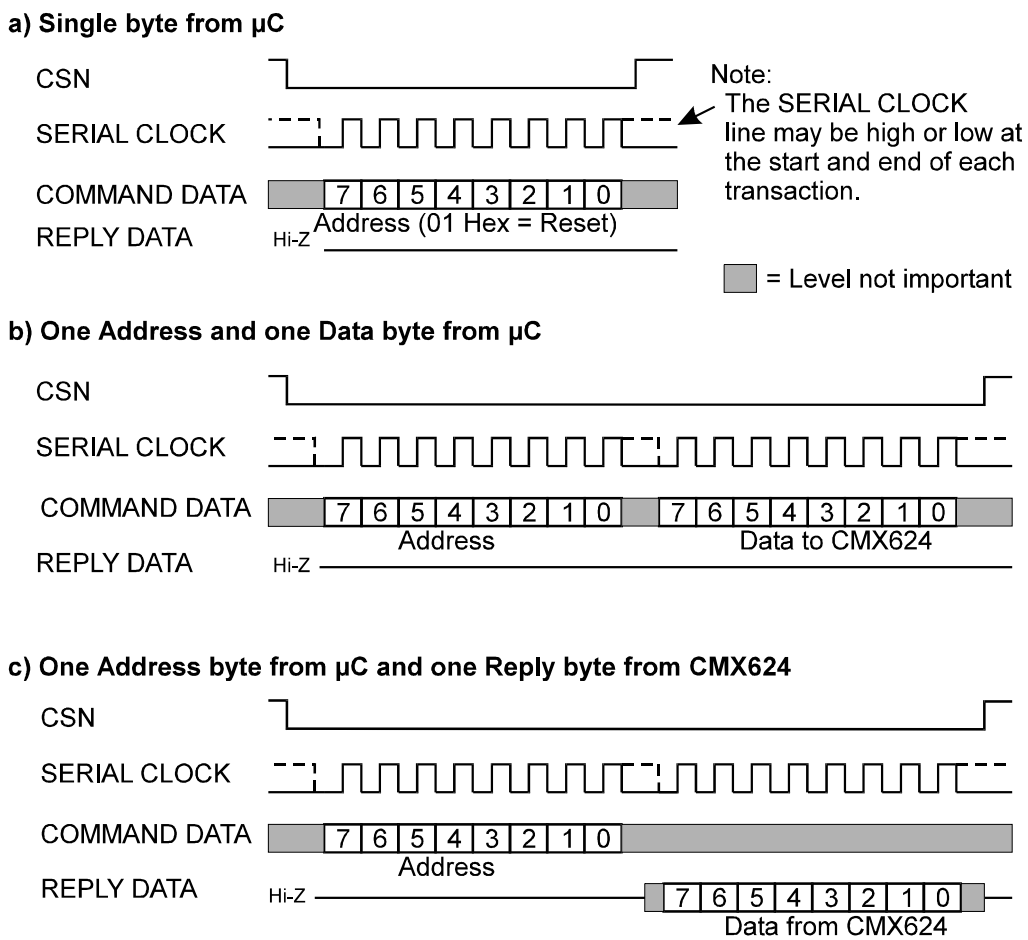 a) Single byte from µC
CSN
SERIAL CLOCK
COMMAND DATA
7 6 5 4 3 2 1 0
Address (01 Hex = Reset)
REPLY DATA
Hi-Z
Note:
The SERIAL CLOCK
line may be high or low at
the start and end of each
transaction.
= Level not important
b) One Address and one Data byte from µC
CSN
SERIAL CLOCK
COMMAND DATA
7 6 5 4 3 2 1 0
7 6 5 4 3 2 1 0
Address
Data to CMX624
REPLY DATA
Hi-Z
c) One Address byte from µC and one Reply byte from CMX624
CSN
SERIAL CLOCK
COMMAND DATA
7 6 5 4 3 2 1 0
Address
REPLY DATA
Hi-Z
7 6 5 4 3 2 1 0
Data from CMX624